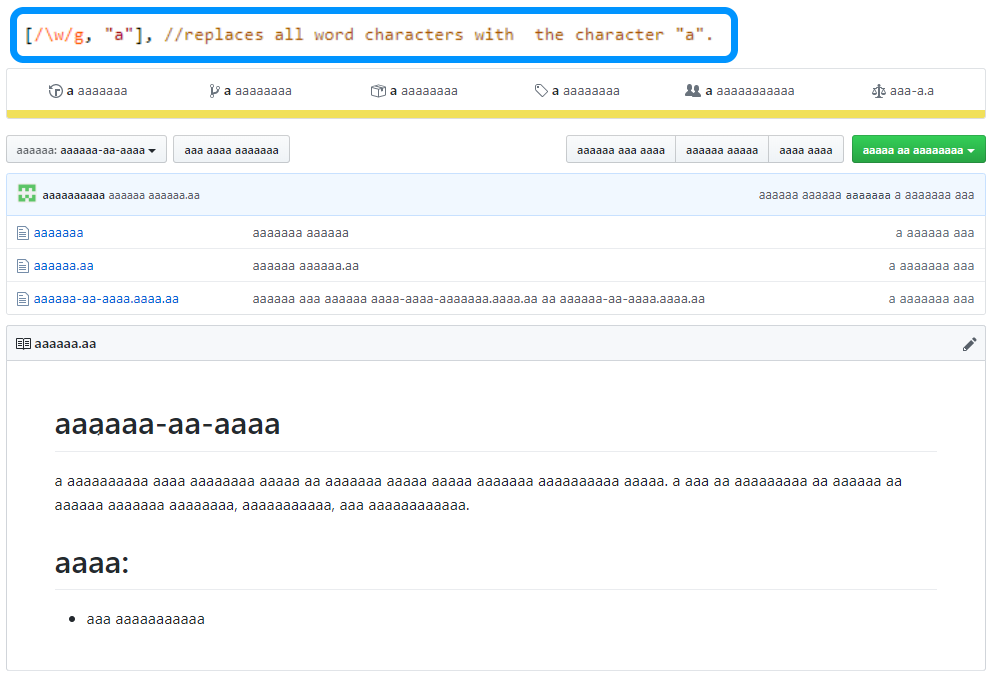 [/\w/g, "a"], //replaces all word characters with  the character "a".
a aaaaaaa a aaaaaaaa a aaaaaaaa a aaaaaaaa a aaaaaaaaaaa aaa-a.a
aaaaaa: aaaaaa-aa-aaaa aaa aaaa aaaaaaa aaaaaa aaa aaaa aaaaaa aaaaa aaaa aaaa aaaaa aa aaaaaaaa
aaaaaaaaaa aaaaaa aaaaaa.aa aaaaaa aaaaaa aaaaaaa a aaaaaaa aaa
aaaaaaa aaaaaaa aaaaaa a aaaaaa aaa
aaaaaa.aa aaaaaa aaaaaa.aa a aaaaaaa aaa
aaaaaa-aa-aaaa.aaaa.aa aaaaaa aaa aaaaaa aaaa-aaaa-aaaaaaa.aaaa.aa aa aaaaaa-aa-aaaa.aaaa.aa a aaaaaaa aaa
aaaaaa.aa
aaaaaa-aa-aaaa
a aaaaaaaaaa aaaa aaaaaaaa aaaaa aa aaaaaaa aaaaa aaaaa aaaaaaa aaaaaaaaaa aaaaa. a aaa aa aaaaaaaaa aa aaaaaa aa
aaaaaa aaaaaaa aaaaaaaa, aaaaaaaaaaa, aaa aaaaaaaaaaaa.
aaaa:
• aaa aaaaaaaaaaa